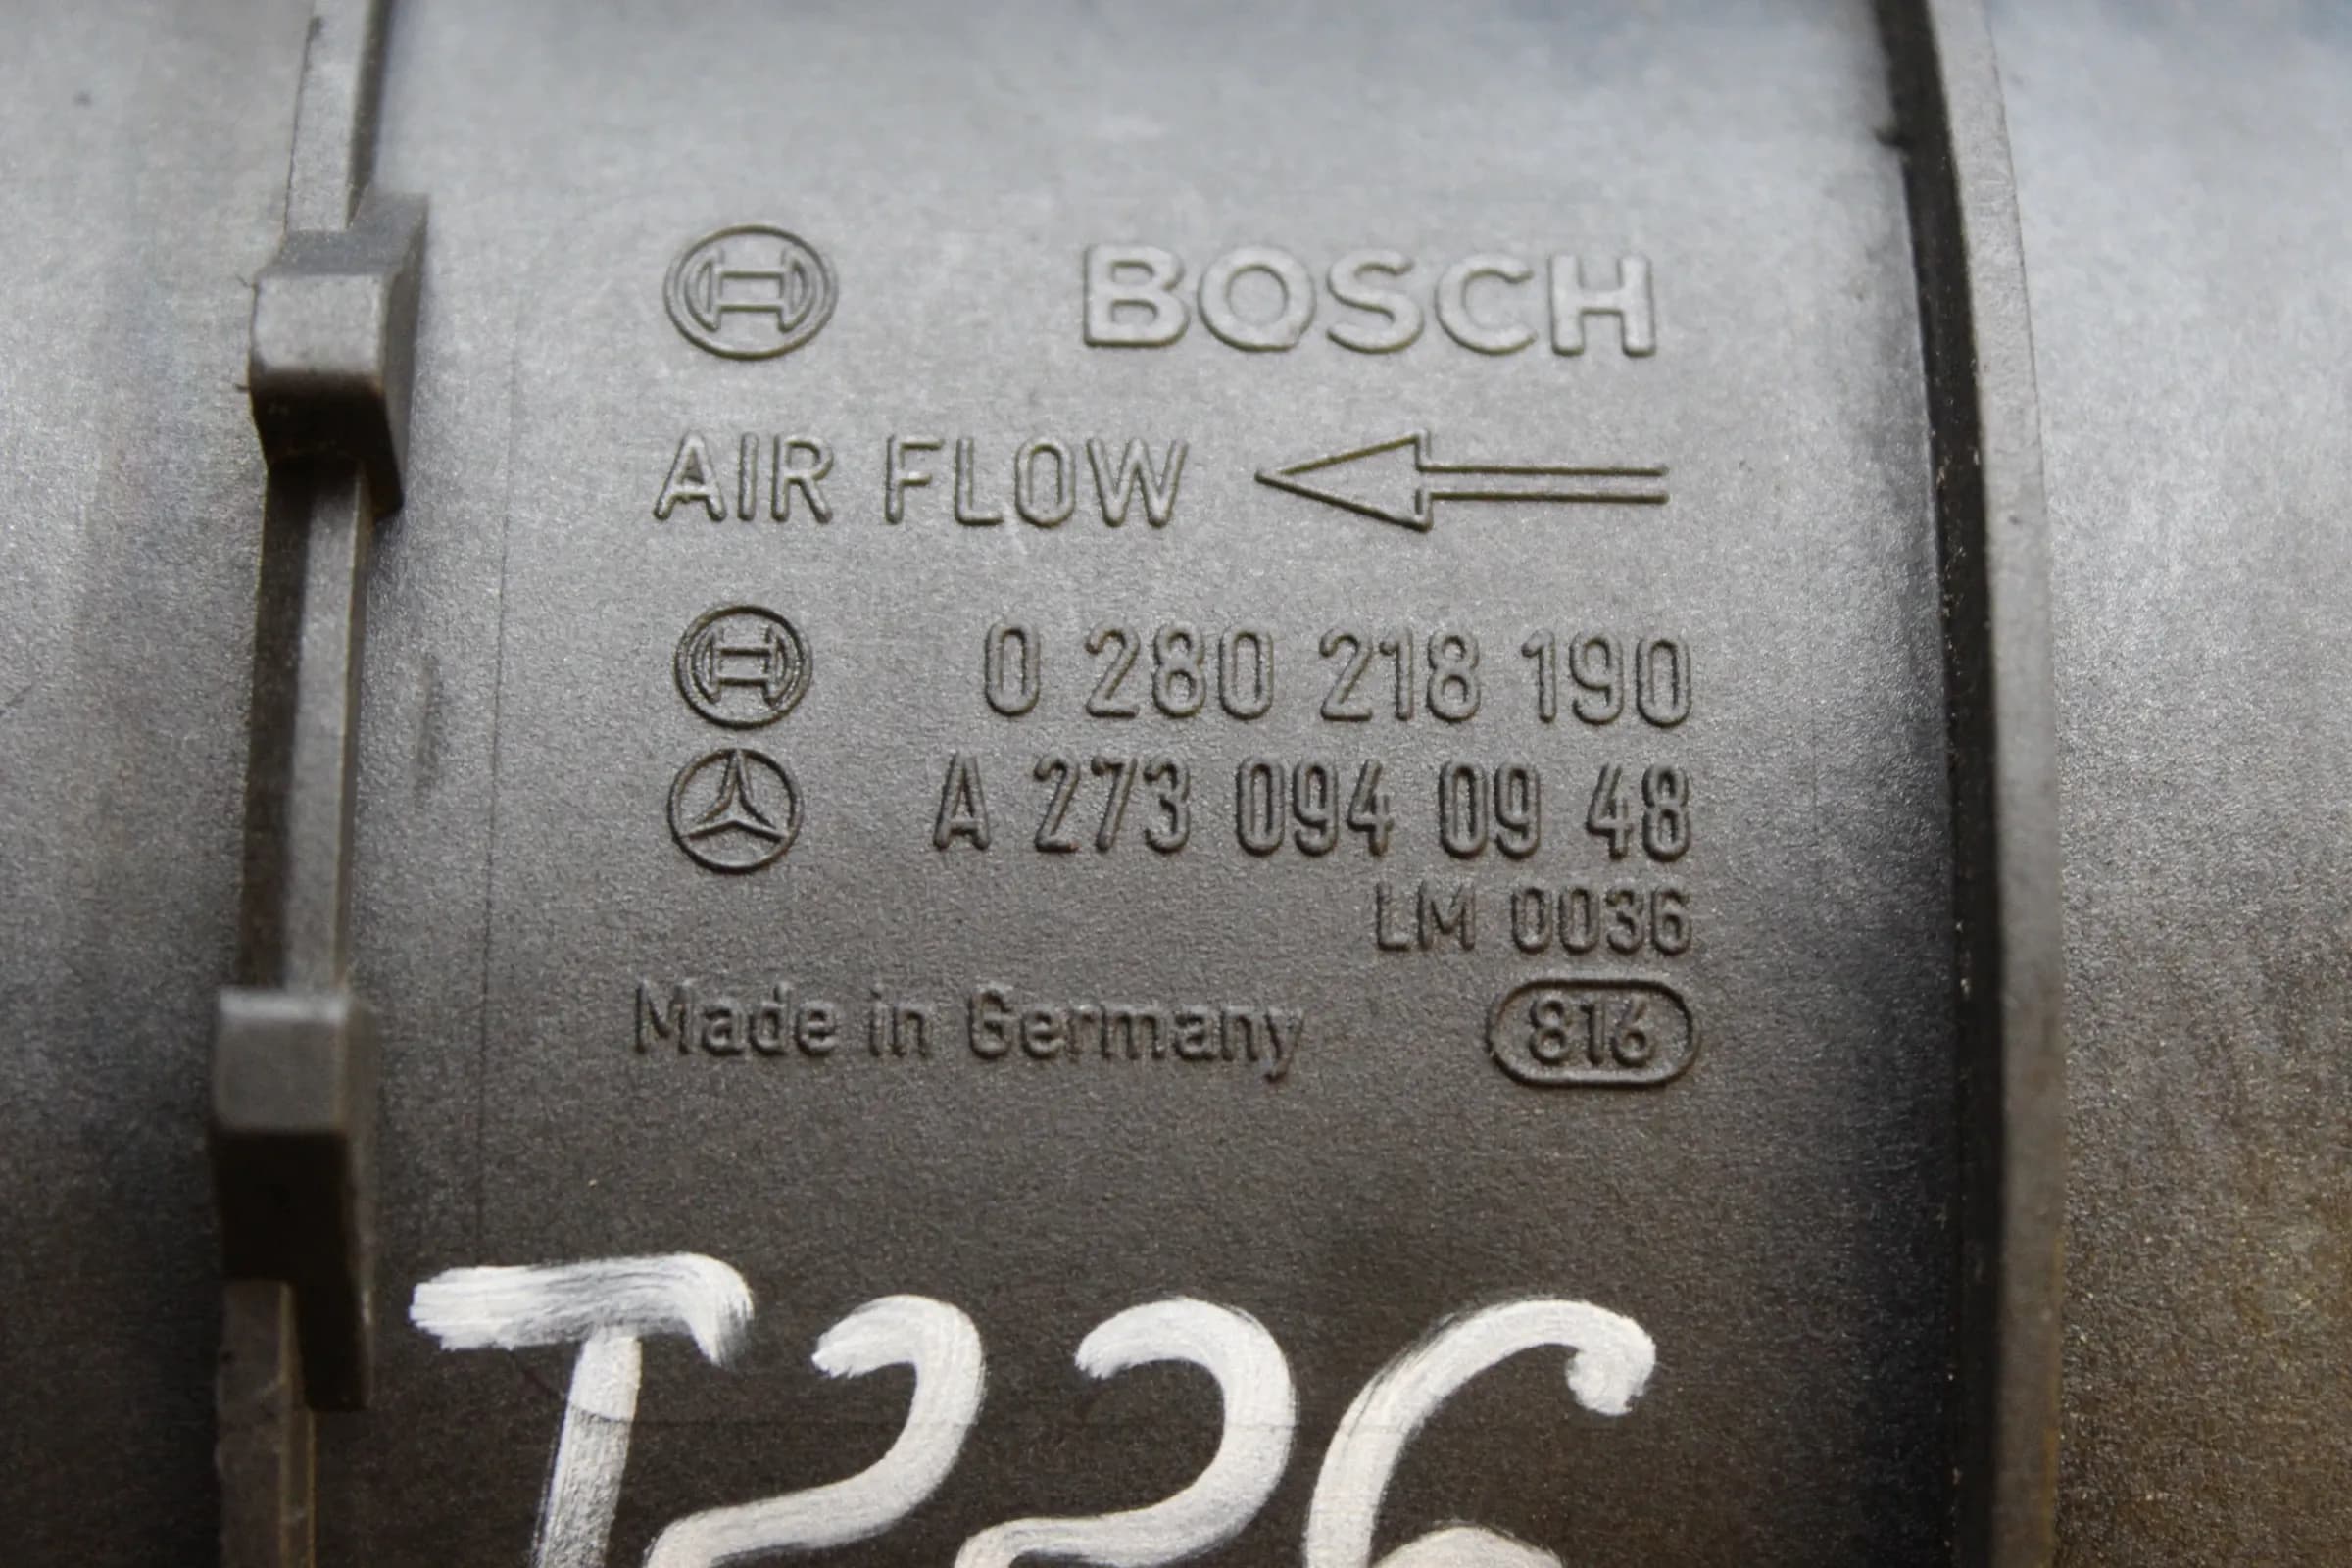 BOSCH
AIR FLOW
0 280 218 190
A 273 094 09 48
LM 0036
Made in Germany 816
T226